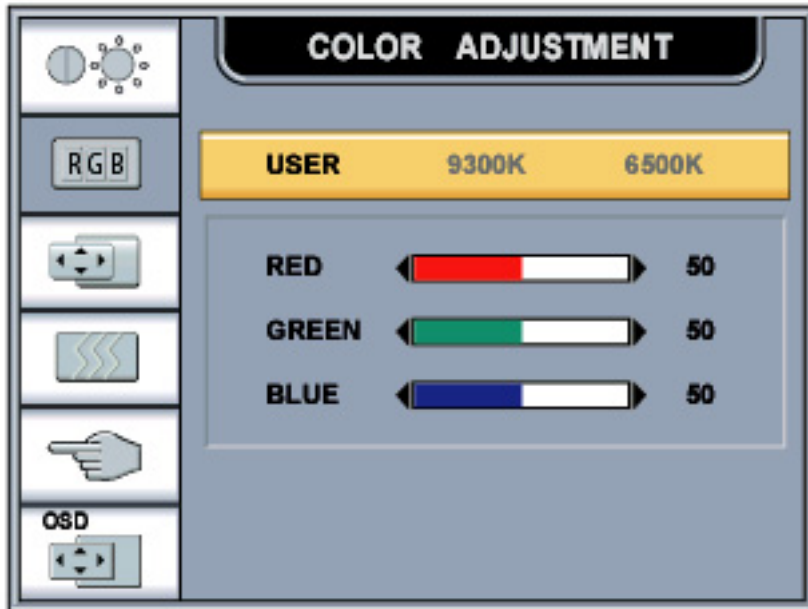 COLOR ADJUSTMENT
RGB
USER 9300K 6500K
RED 50
GREEN 50
BLUE 50
OSD